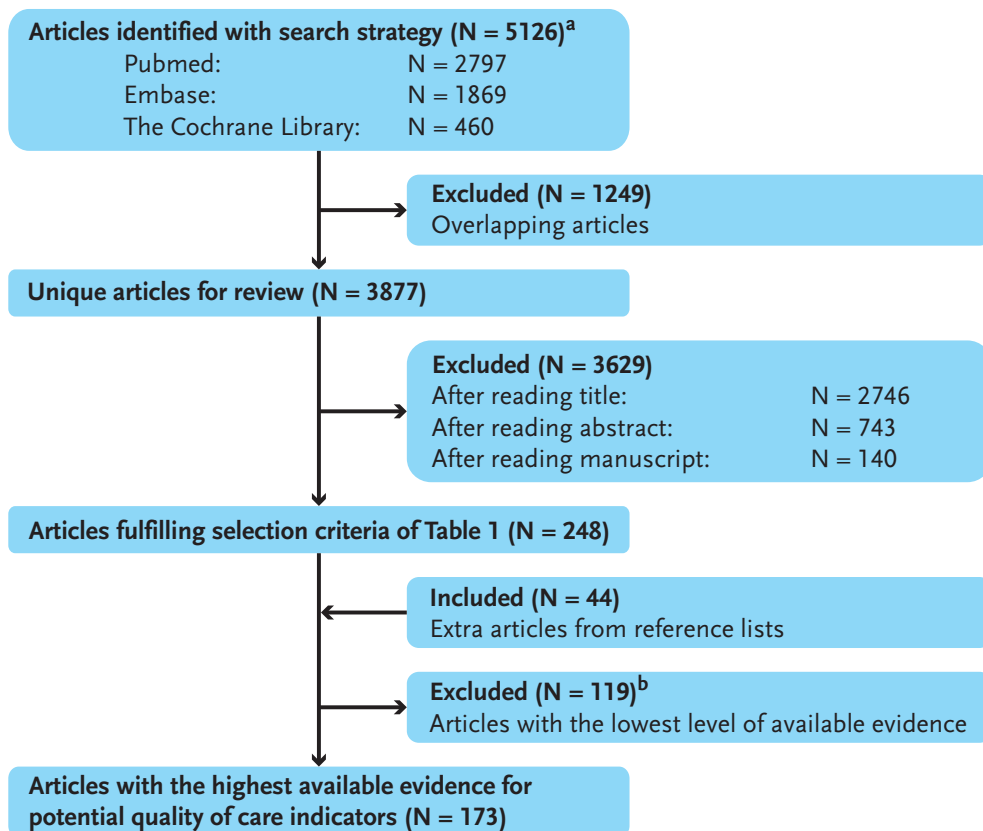 Articles identified with search strategy (N = 5126)a
Pubmed: N = 2797
Embase: N = 1869
The Cochrane Library: N = 460
Excluded (N = 1249)
Overlapping articles
Unique articles for review (N = 3877)
Excluded (N = 3629)
After reading title: N = 2746
After reading abstract: N = 743
After reading manuscript: N = 140
Articles fulfilling selection criteria of Table 1 (N = 248)
Included (N = 44)
Extra articles from reference lists
Excluded (N = 119)b
Articles with the lowest level of available evidence
Articles with the highest available evidence for
potential quality of care indicators (N = 173)